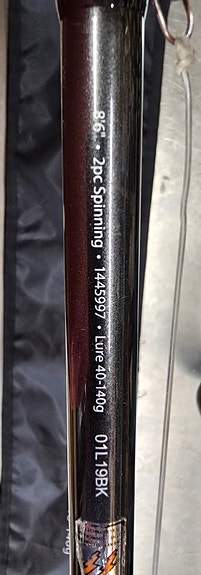 8'6" • 2pc Spinning • 1445997 • Lure 40-140g 01L19BK